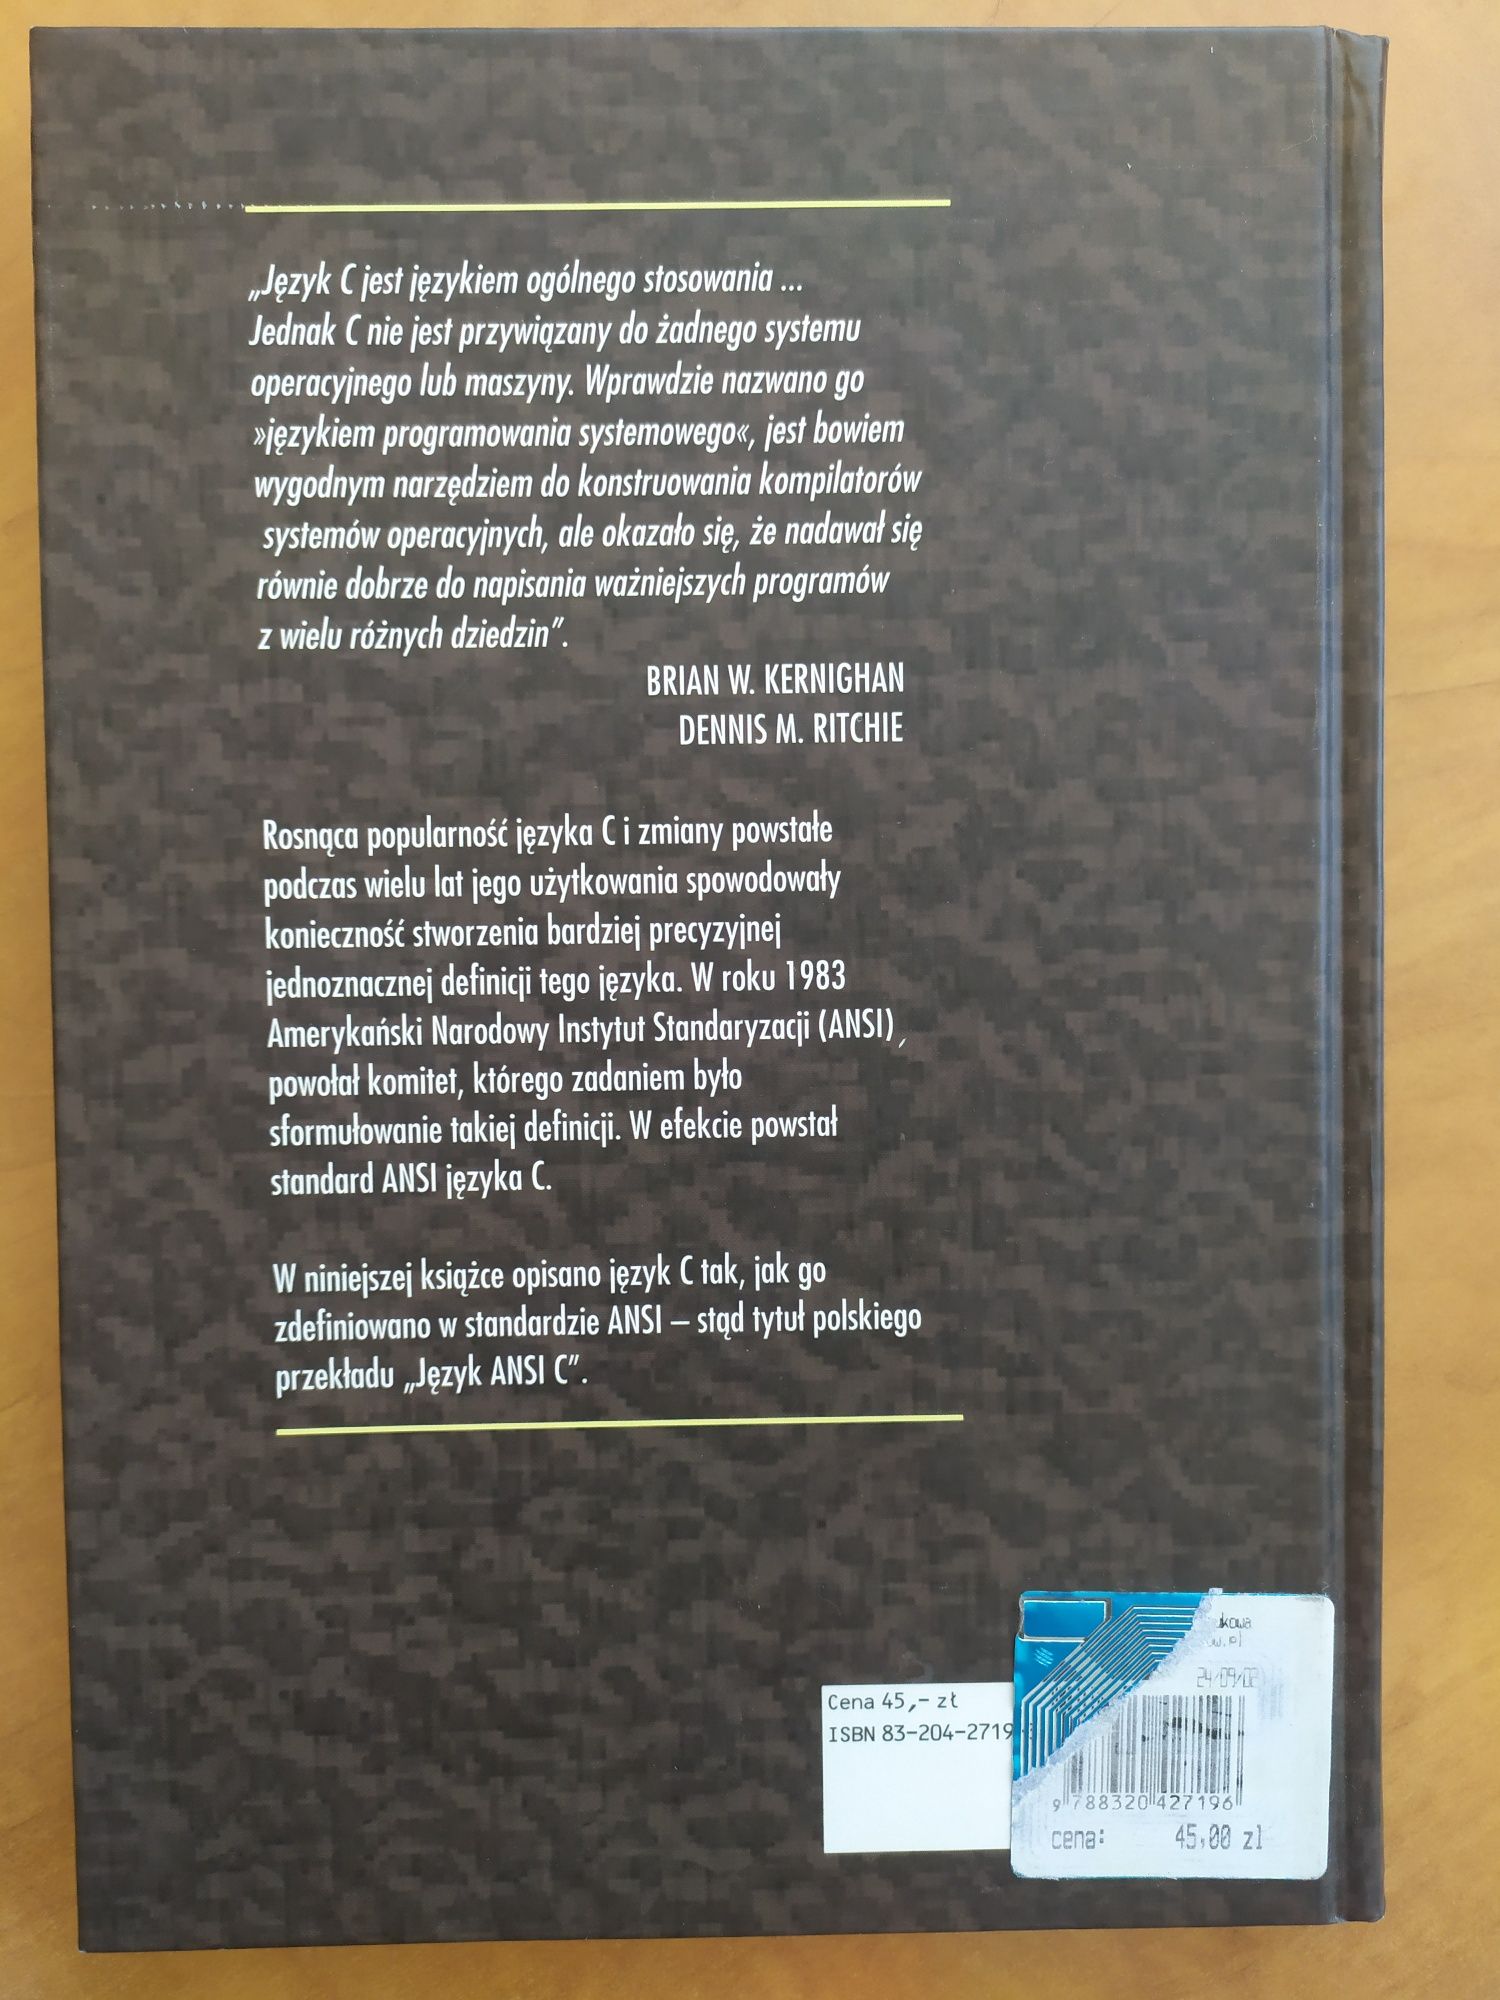 „Język C jest językiem ogólnego stosowania ...
Jednak C nie jest przywiązany do żadnego systemu
operacyjnego lub maszyny. Wprawdzie nazwano go
»językiem programowania systemowego«, jest bowiem
wygodnym narzędziem do konstruowania kompilatorów
systemów operacyjnych, ale okazało się, że nadawał się
równie dobrze do napisania ważniejszych programów
z wielu różnych dziedzin”.
BRIAN W. KERNIGHAN
DENNIS M. RITCHIE
Rosnąca popularność języka C i zmiany powstałe
podczas wielu lat jego użytkowania spowodowały
konieczność stworzenia bardziej precyzyjnej
jednoznacznej definicji tego języka. W roku 1983
Amerykański Narodowy Instytut Standaryzacji (ANSI),
powołał komitet, którego zadaniem było
sformułowanie takiej definicji. W efekcie powstał
standard ANSI języka C.
W niniejszej książce opisano język C tak, jak go
zdefiniowano w standardzie ANSI – stąd tytuł polskiego
przekładu „Język ANSI C”.
Cena 45,– zł
ISBN 83-204-2719
24/09/02
9 788320 427196
cena: 45,00 zl